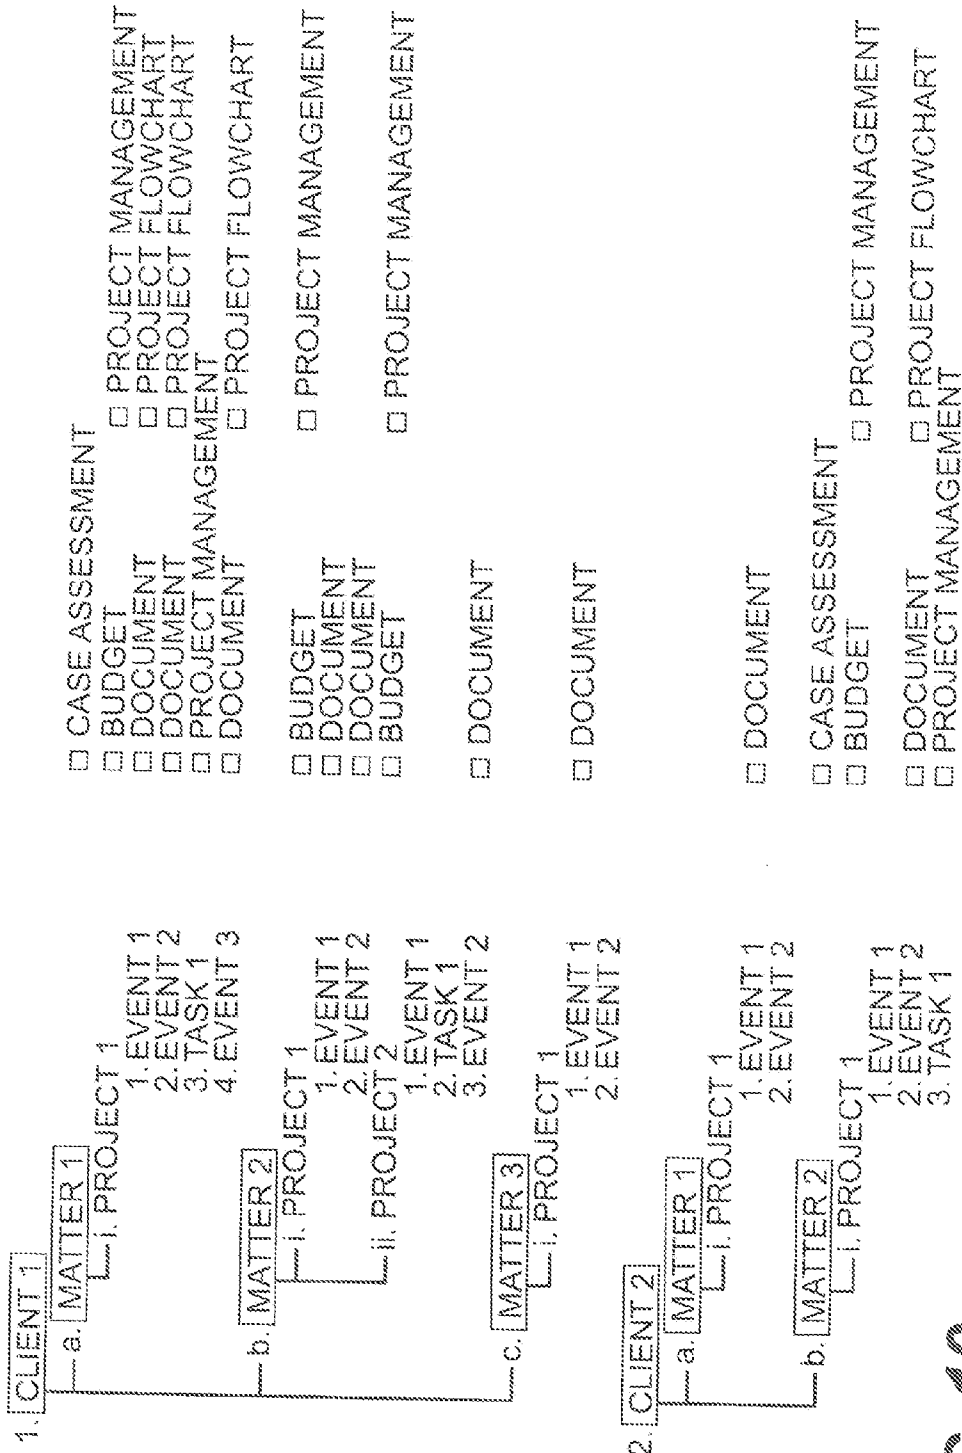 1. CLIENT 1
a. MATTER 1 □ CASE ASSESSMENT
i. PROJECT 1 □ BUDGET □ PROJECT MANAGEMENT
1. EVENT 1 □ DOCUMENT □ PROJECT FLOWCHART
2. EVENT 2 □ DOCUMENT □ PROJECT FLOWCHART
3. TASK 1 □ PROJECT MANAGEMENT
4. EVENT 3 □ DOCUMENT □ PROJECT FLOWCHART
b. MATTER 2
i. PROJECT 1 □ BUDGET □ PROJECT MANAGEMENT
1. EVENT 1 □ DOCUMENT
2. EVENT 2 □ DOCUMENT
ii. PROJECT 2 □ BUDGET □ PROJECT MANAGEMENT
1. EVENT 1
2. TASK 1
3. EVENT 2 □ DOCUMENT
c. MATTER 3
i. PROJECT 1
1. EVENT 1 □ DOCUMENT
2. EVENT 2
2. CLIENT 2
a. MATTER 1
i. PROJECT 1
1. EVENT 1 □ DOCUMENT
2. EVENT 2
b. MATTER 2 □ CASE ASSESSMENT
i. PROJECT 1 □ BUDGET □ PROJECT MANAGEMENT
1. EVENT 1
2. EVENT 2 □ DOCUMENT □ PROJECT FLOWCHART
3. TASK 1 □ PROJECT MANAGEMENT